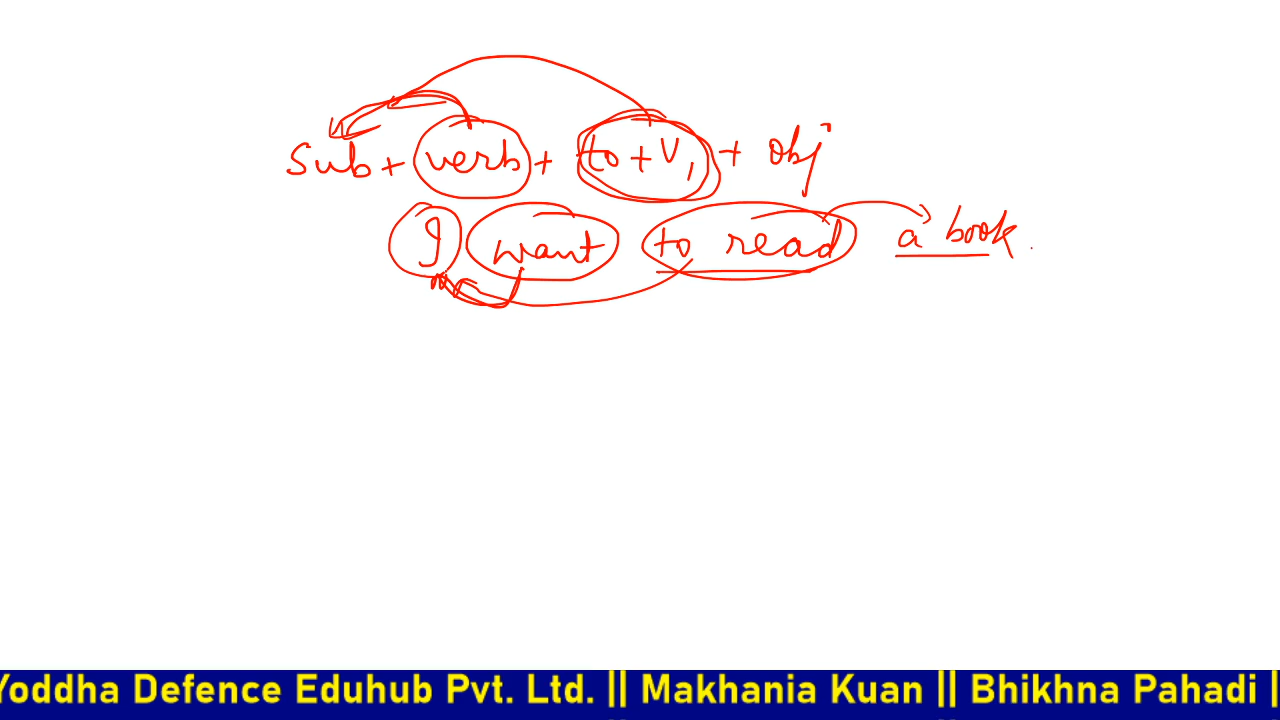 Sub + verb + to + V₁ + obj
I want to read a book.
Yoddha Defence Eduhub Pvt. Ltd. || Makhania Kuan || Bhikhna Pahadi |